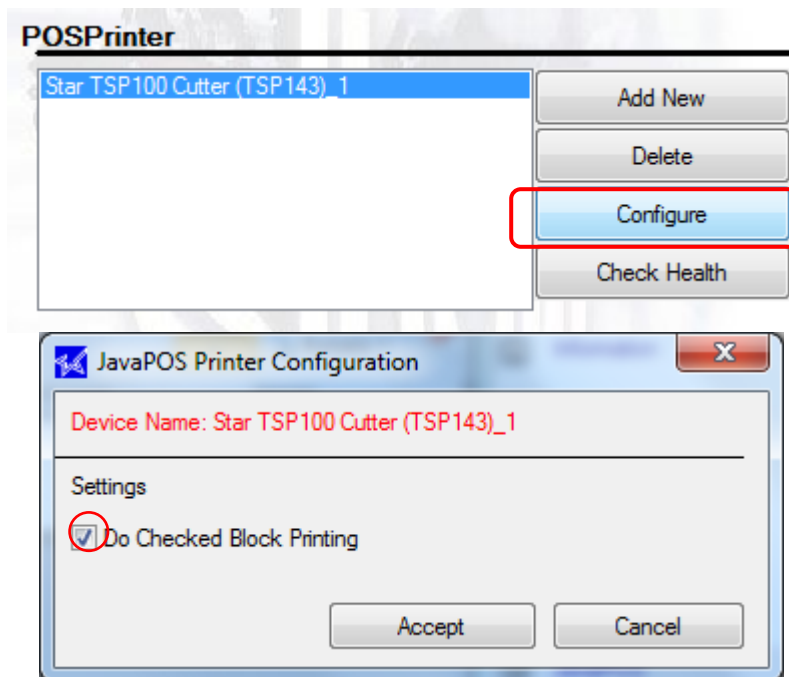 POSPrinter
Star TSP100 Cutter (TSP143)_1
Add New
Delete
Configure
Check Health
JavaPOS Printer Configuration
Device Name: Star TSP100 Cutter (TSP143)_1
Settings
Do Checked Block Printing
Accept
Cancel